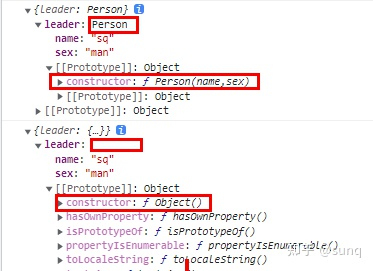 ▼{leader: Person} i
▼leader: Person
name: "sq"
sex: "man"
▼[[Prototype]]: Object
▶constructor: ƒ Person(name,sex)
▶[[Prototype]]: Object
▶[[Prototype]]: Object
▼{leader: {…}} i
▼leader:
name: "sq"
sex: "man"
▼[[Prototype]]: Object
▶constructor: ƒ Object()
▶hasOwnProperty: ƒ hasOwnProperty()
▶isPrototypeOf: ƒ isPrototypeOf()
▶propertyIsEnumerable: ƒ propertyIsEnumerable()
▶toLocaleString: ƒ toLocaleString()
知乎 @sunq